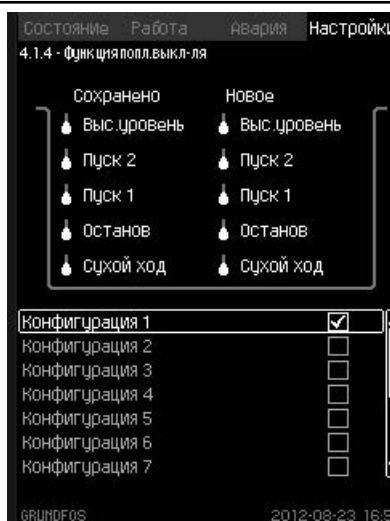 Состояние Работа Авария Настройки
4.1.4 - Функция попл.выкл-ля
Сохранено Новое
Выс.уровень Выс.уровень
Пуск 2 Пуск 2
Пуск 1 Пуск 1
Останов Останов
Сухой ход Сухой ход
Конфигурация 1
Конфигурация 2
Конфигурация 3
Конфигурация 4
Конфигурация 5
Конфигурация 6
Конфигурация 7
GRUNDFOS 2012-08-23 16:5